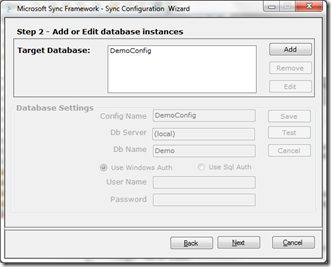 Microsoft Sync Framework - Sync Configuration Wizard
Step 2 - Add or Edit database instances
Target Database: DemoConfig Add
Remove
Edit
Database Settings
Config Name DemoConfig Save
Db Server (local) Test
Db Name Demo Cancel
Use Windows Auth Use Sql Auth
User Name
Password
Back Next Cancel